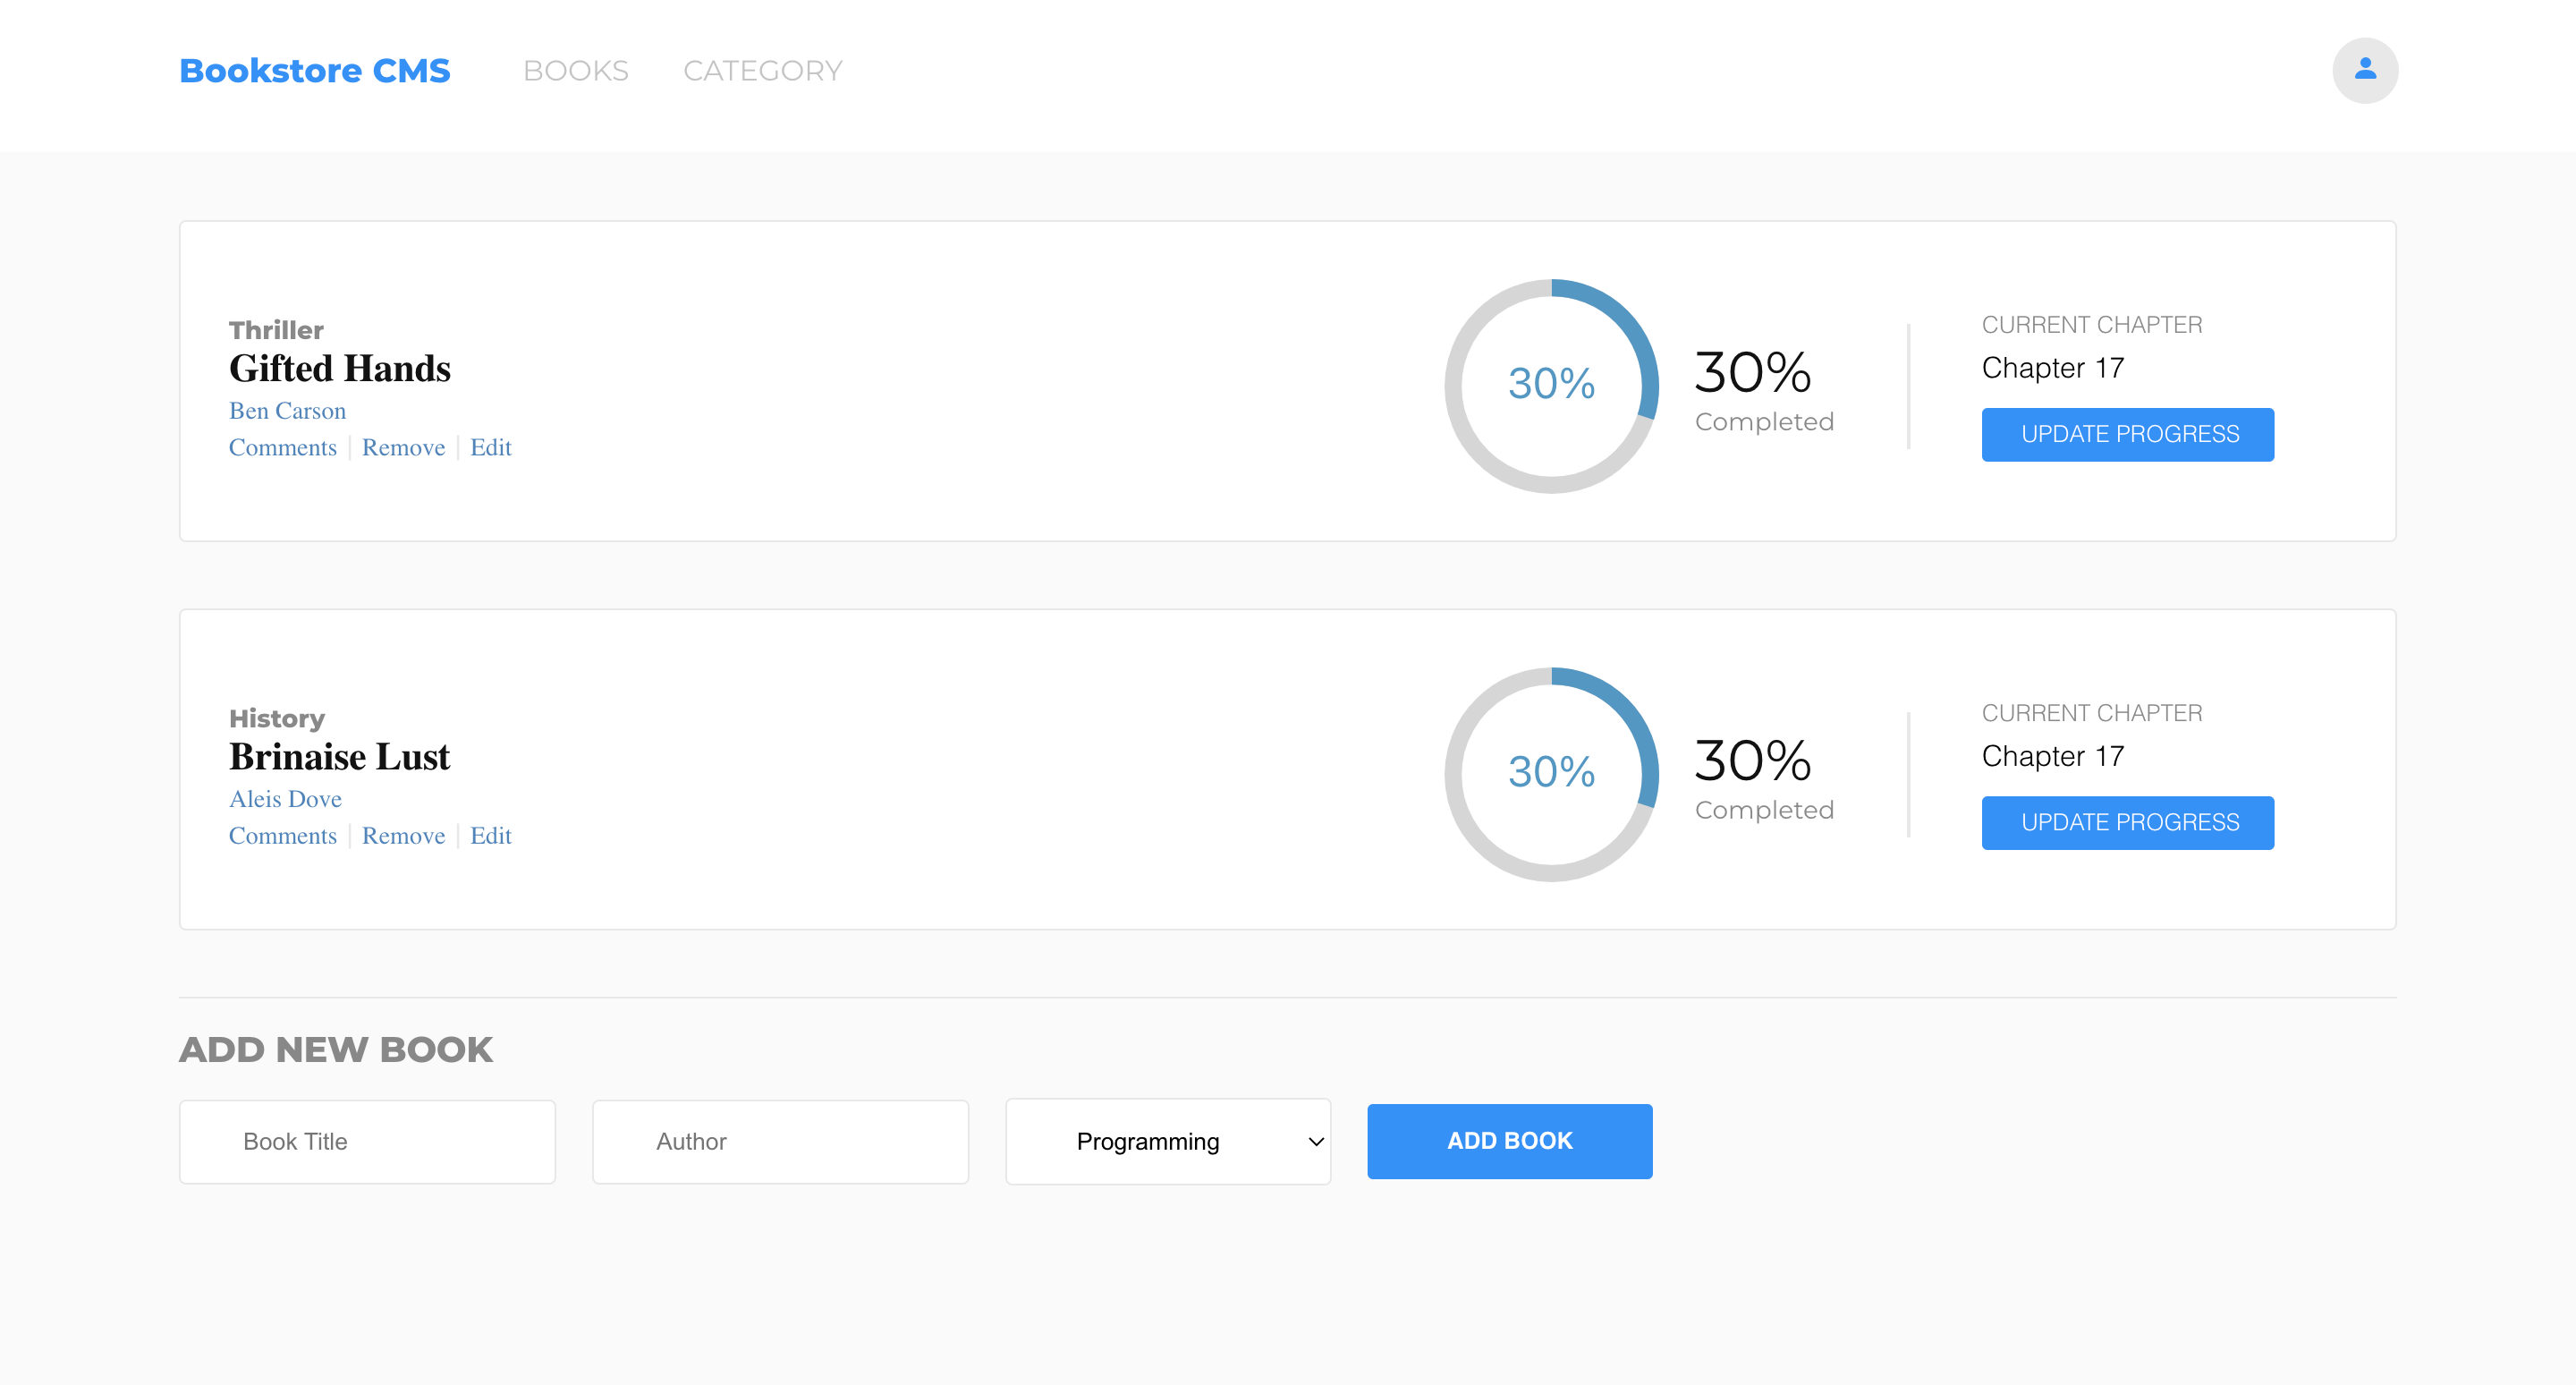 Bookstore CMS BOOKS CATEGORY
Thriller
Gifted Hands
Ben Carson
Comments Remove Edit
30%
30%
Completed
CURRENT CHAPTER
Chapter 17
UPDATE PROGRESS
History
Brinaise Lust
Aleis Dove
Comments Remove Edit
30%
30%
Completed
CURRENT CHAPTER
Chapter 17
UPDATE PROGRESS
ADD NEW BOOK
Book Title Author Programming ADD BOOK